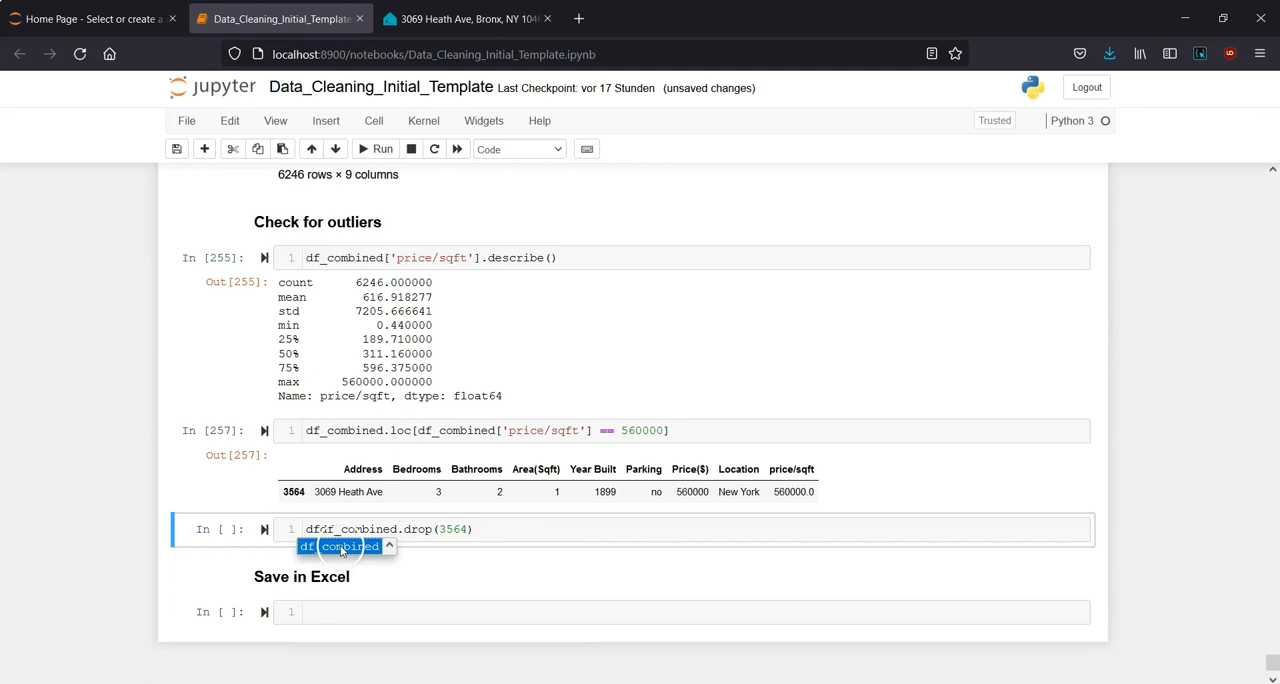 Home Page - Select or create a
Data_Cleaning_Initial_Template
3069 Heath Ave, Bronx, NY 1046
localhost:8900/notebooks/Data_Cleaning_Initial_Template.ipynb
jupyter Data_Cleaning_Initial_Template Last Checkpoint: vor 17 Stunden (unsaved changes)
Logout
File Edit View Insert Cell Kernel Widgets Help
Trusted
Python 3
Run
Code
6246 rows × 9 columns
Check for outliers
In [255]: 1 df_combined['price/sqft'].describe()
Out[255]: count 6246.000000
mean 616.918277
std 7205.666641
min 0.440000
25% 189.710000
50% 311.160000
75% 596.375000
max 560000.000000
Name: price/sqft, dtype: float64
In [257]: 1 df_combined.loc[df_combined['price/sqft'] == 560000]
Out[257]:
Address Bedrooms Bathrooms Area(Sqft) Year Built Parking Price($) Location price/sqft
3564 3069 Heath Ave 3 2 1 1899 no 560000 New York 560000.0
In [ ]: 1 dfdf_combined.drop(3564)
df_combined
Save in Excel
In [ ]: 1